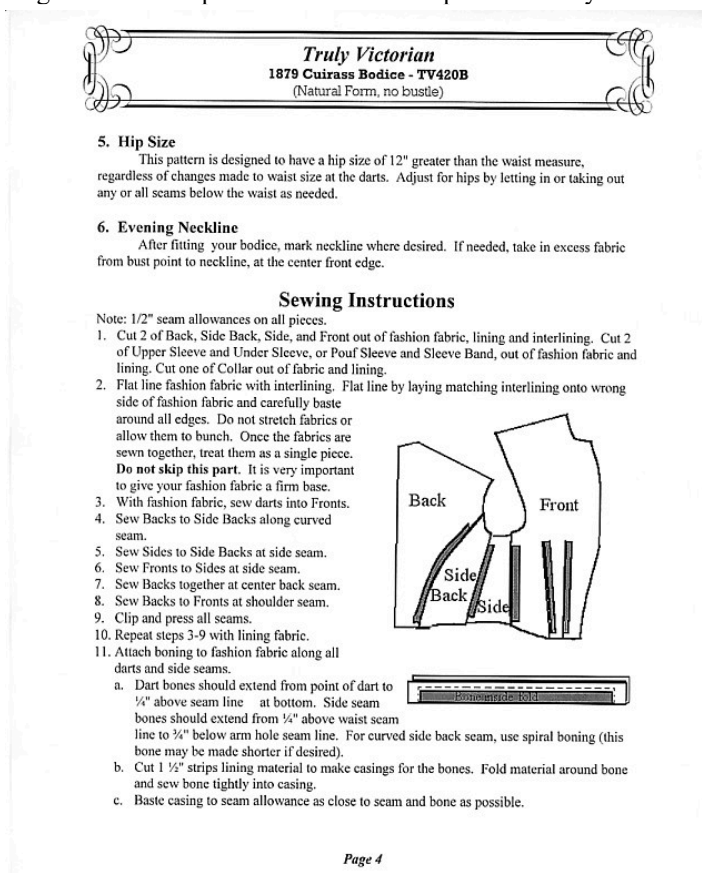 Truly Victorian
1879 Cuirass Bodice - TV420B
(Natural Form, no bustle)
5. Hip Size
This pattern is designed to have a hip size of 12" greater than the waist measure,
regardless of changes made to waist size at the darts. Adjust for hips by letting in or taking out
any or all seams below the waist as needed.
6. Evening Neckline
After fitting your bodice, mark neckline where desired. If needed, take in excess fabric
from bust point to neckline, at the center front edge.
Sewing Instructions
Note: 1/2" seam allowances on all pieces.
1. Cut 2 of Back, Side Back, Side, and Front out of fashion fabric, lining and interlining. Cut 2
of Upper Sleeve and Under Sleeve, or Pouf Sleeve and Sleeve Band, out of fashion fabric and
lining. Cut one of Collar out of fabric and lining.
2. Flat line fashion fabric with interlining. Flat line by laying matching interlining onto wrong
side of fashion fabric and carefully baste
around all edges. Do not stretch fabrics or
allow them to bunch. Once the fabrics are
sewn together, treat them as a single piece.
Do not skip this part. It is very important
to give your fashion fabric a firm base.
3. With fashion fabric, sew darts into Fronts.
4. Sew Backs to Side Backs along curved
seam.
5. Sew Sides to Side Backs at side seam.
6. Sew Fronts to Sides at side seam.
7. Sew Backs together at center back seam.
8. Sew Backs to Fronts at shoulder seam.
9. Clip and press all seams.
10. Repeat steps 3-9 with lining fabric.
11. Attach boning to fashion fabric along all
darts and side seams.
a. Dart bones should extend from point of dart to
¼" above seam line at bottom. Side seam
bones should extend from ¼" above waist seam
line to ¾" below arm hole seam line. For curved side back seam, use spiral boning (this
bone may be made shorter if desired).
b. Cut 1 ½" strips lining material to make casings for the bones. Fold material around bone
and sew bone tightly into casing.
c. Baste casing to seam allowance as close to seam and bone as possible.
Back
Front
Side
Back
Side
Bone inside fold
Page 4